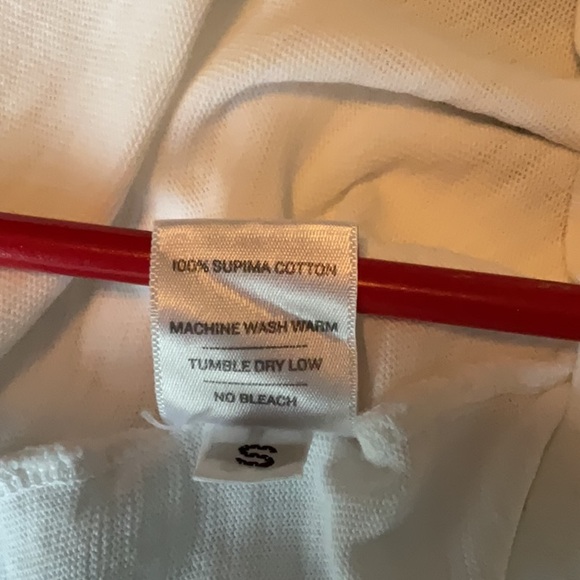 100% SUPIMA COTTON
MACHINE WASH WARM
TUMBLE DRY LOW
NO BLEACH
S